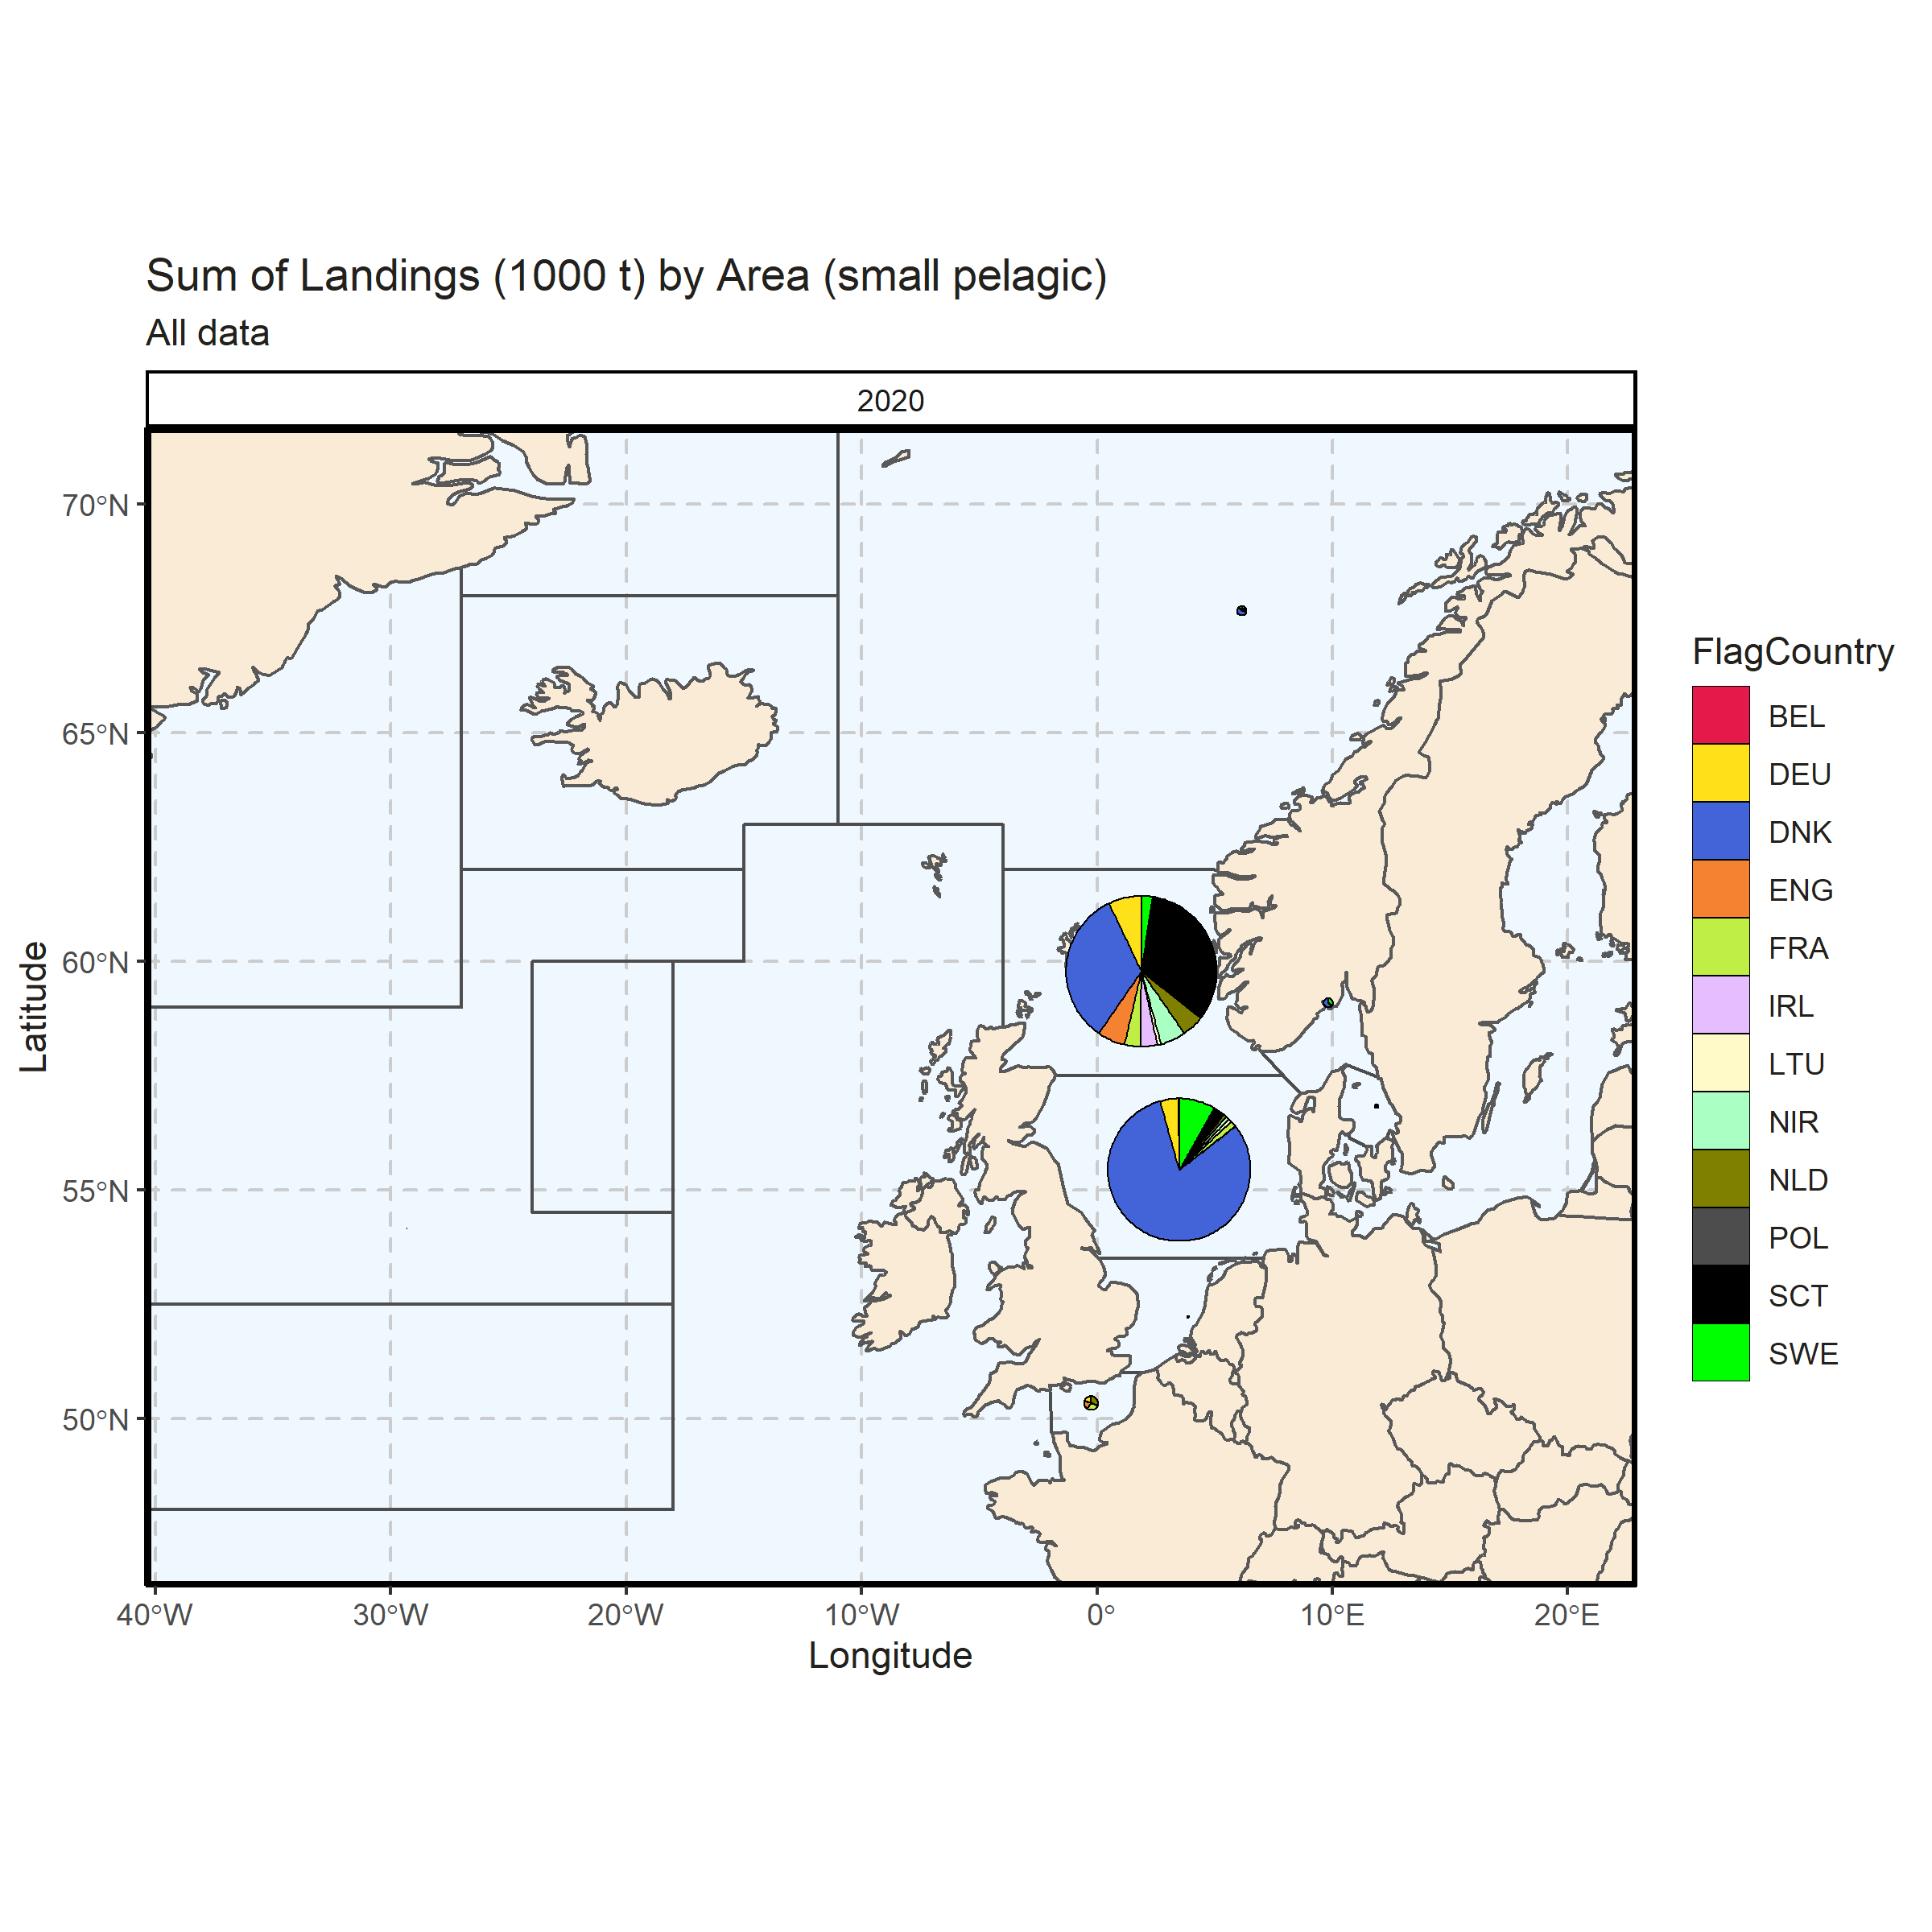 Sum of Landings (1000 t) by Area (small pelagic)
All data
2020
70°N
65°N
60°N
55°N
50°N
Latitude
40°W 30°W 20°W 10°W 0° 10°E 20°E
Longitude
FlagCountry
BEL
DEU
DNK
ENG
FRA
IRL
LTU
NIR
NLD
POL
SCT
SWE